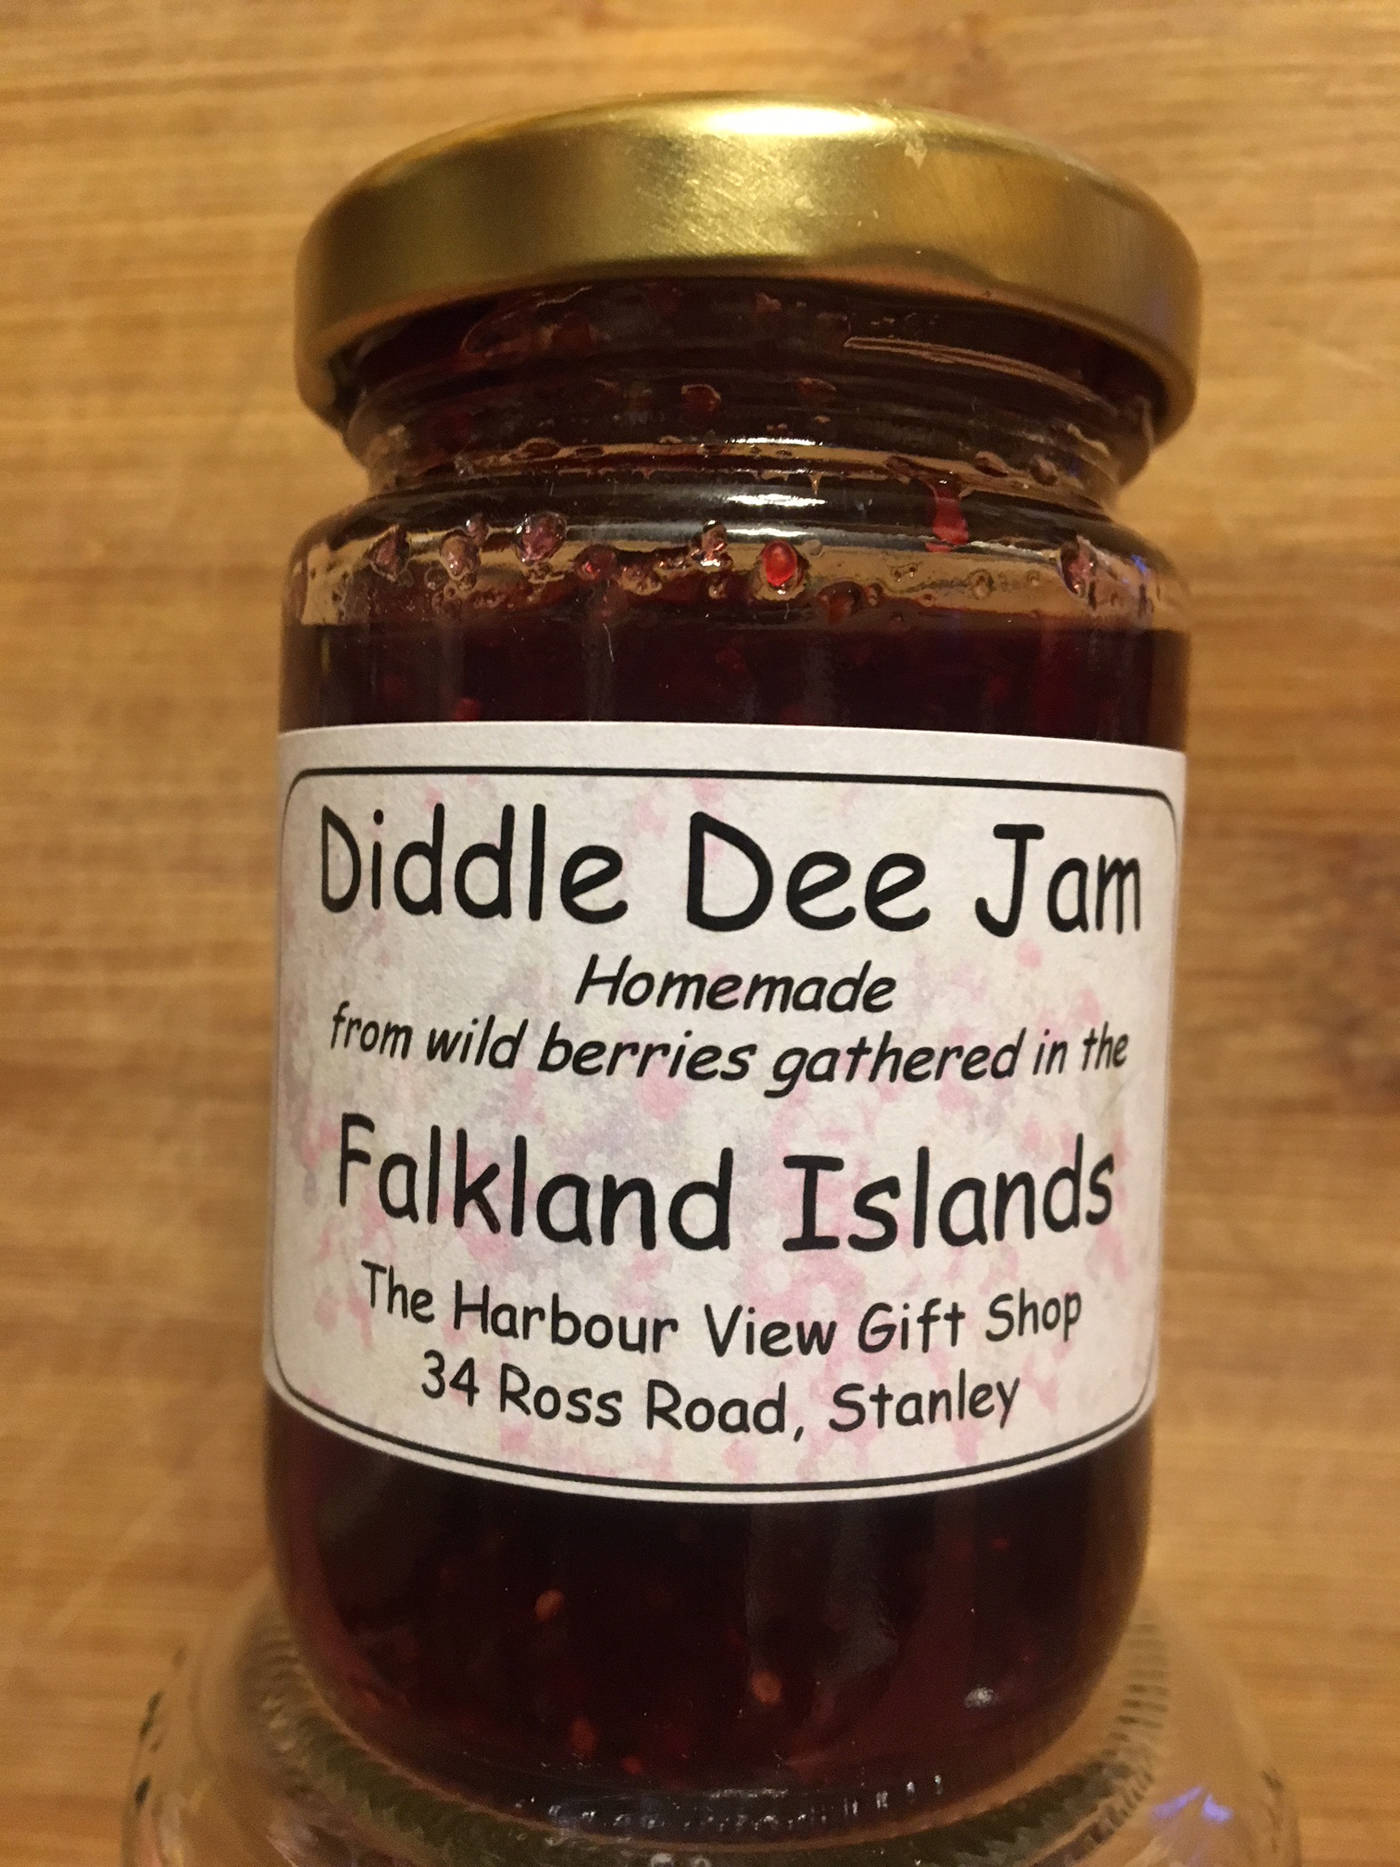 Diddle Dee Jam
Homemade
from wild berries gathered in the
Falkland Islands
The Harbour View Gift Shop
34 Ross Road, Stanley